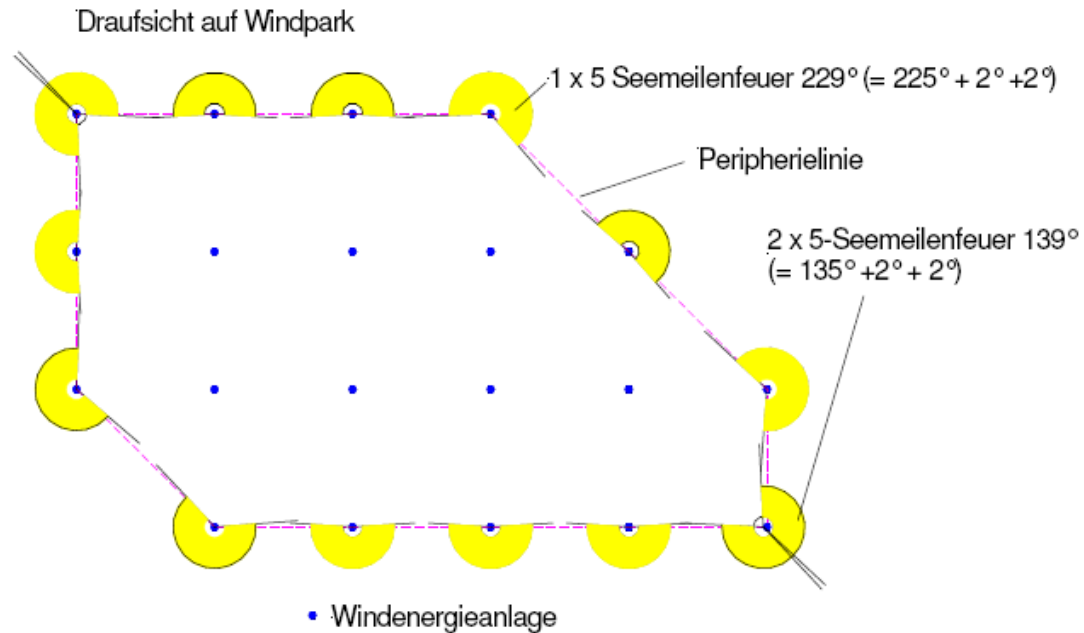 Draufsicht auf Windpark
1 x 5 Seemeilenfeuer 229° (= 225° + 2° +2°)
Peripherielinie
2 x 5-Seemeilenfeuer 139°
(= 135° +2° + 2°)
Windenergieanlage